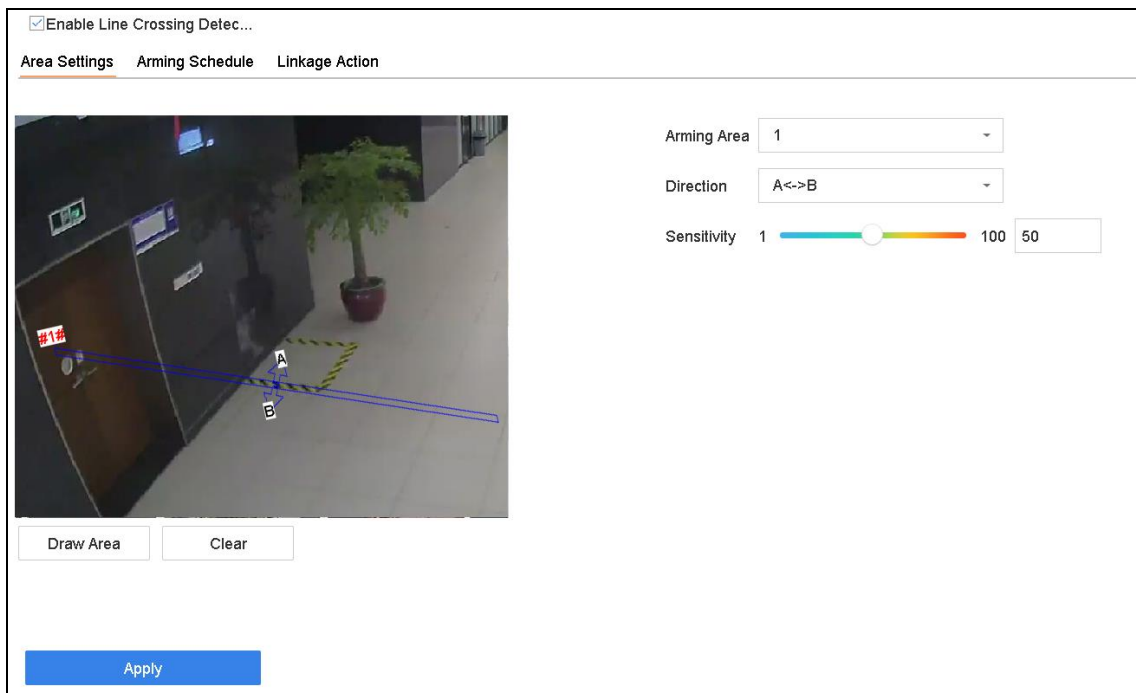 Enable Line Crossing Detec...
Area Settings Arming Schedule Linkage Action
Arming Area 1
Direction A<->B
Sensitivity 1 100 50
#1#
A
B
Draw Area Clear
Apply